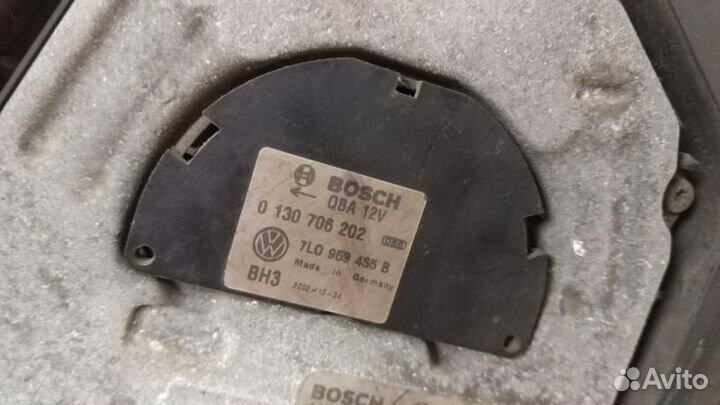 BOSCH
QBA 12V
0 130 706 202
7L0 959 455 B
Made in Germany
BH3
BOSCH
Avito